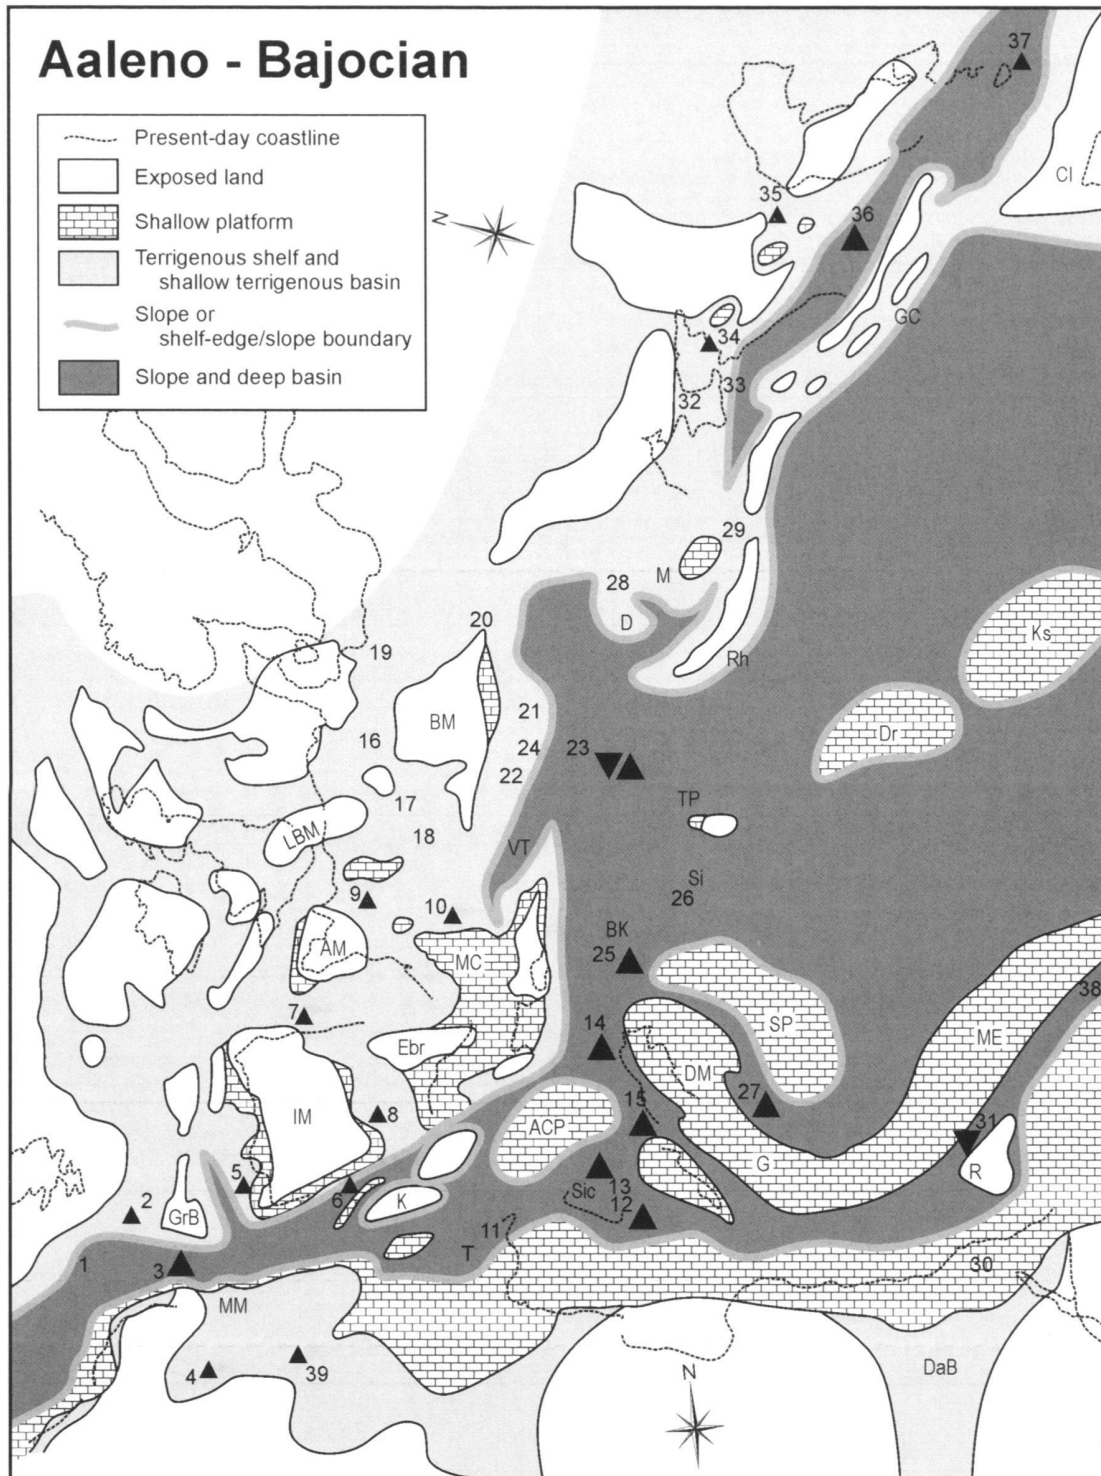 Aaleno - Bajocian
Present-day coastline
Exposed land
Shallow platform
Terrigenous shelf and
shallow terrigenous basin
Slope or
shelf-edge/slope boundary
Slope and deep basin
N
37
CI
35
36
GC
34
33
32
29
28
M
D
Rh
Ks
20
19
BM
21
16
24
23
22
Dr
17
TP
LBM
18
VT
Si
26
9
10
BK
AM
MC
25
38
7
14
SP
ME
Ebr
DM
IM
8
15
27
ACP
31
5
G
R
6
13
2
GrB
K
Sic
12
11
1
3
T
30
MM
4
39
N
DaB